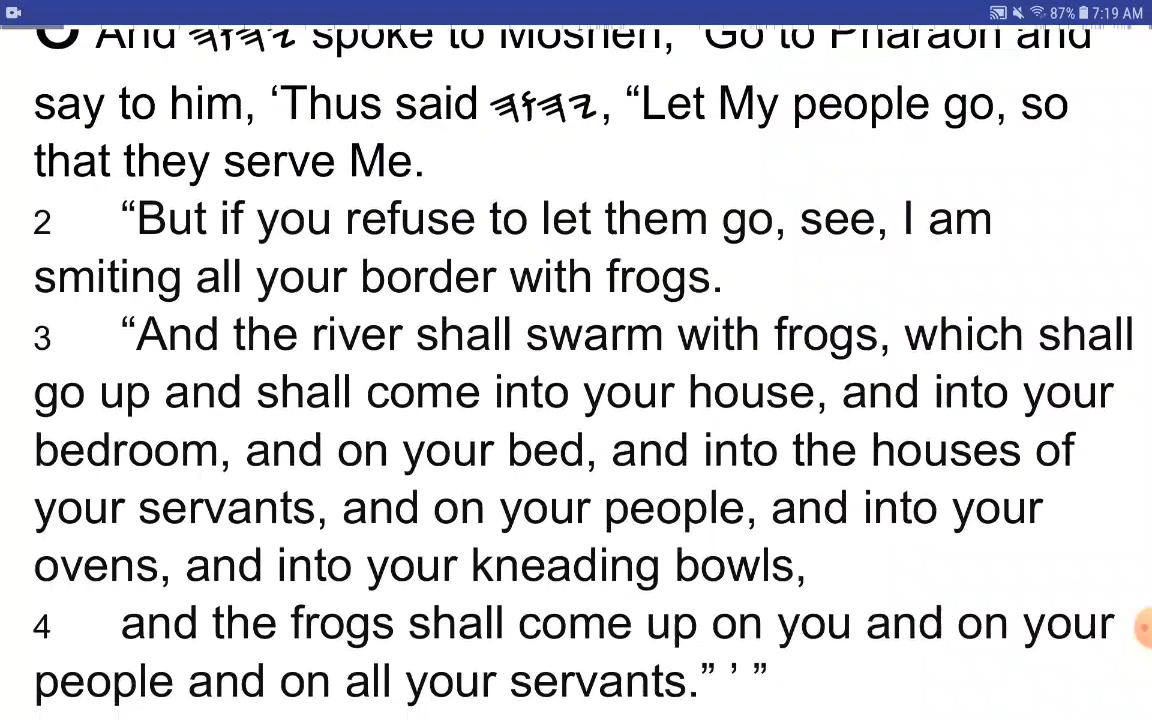 87% 7:19 AM
8 And 𐤉𐤄𐤅𐤄 spoke to Mosheh, “Go to Pharaoh and
say to him, ‘Thus said 𐤉𐤄𐤅𐤄, “Let My people go, so
that they serve Me.
2 “But if you refuse to let them go, see, I am
smiting all your border with frogs.
3 “And the river shall swarm with frogs, which shall
go up and shall come into your house, and into your
bedroom, and on your bed, and into the houses of
your servants, and on your people, and into your
ovens, and into your kneading bowls,
4 and the frogs shall come up on you and on your
people and on all your servants.” ’ ”